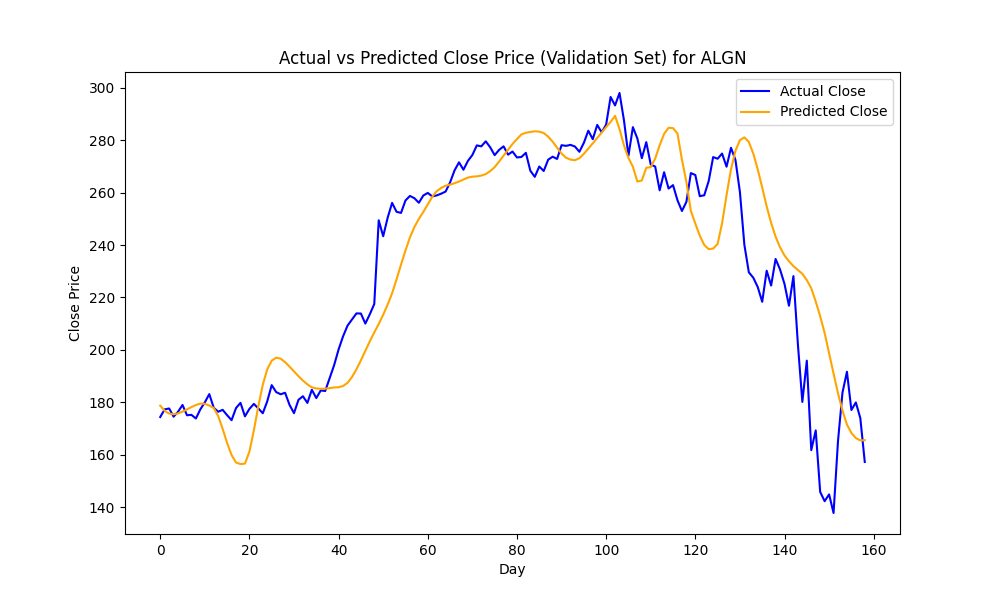 Actual vs Predicted Close Price (Validation Set) for ALGN
Actual Close
Predicted Close
Close Price
300
280
260
240
220
200
180
160
140
0 20 40 60 80 100 120 140 160
Day